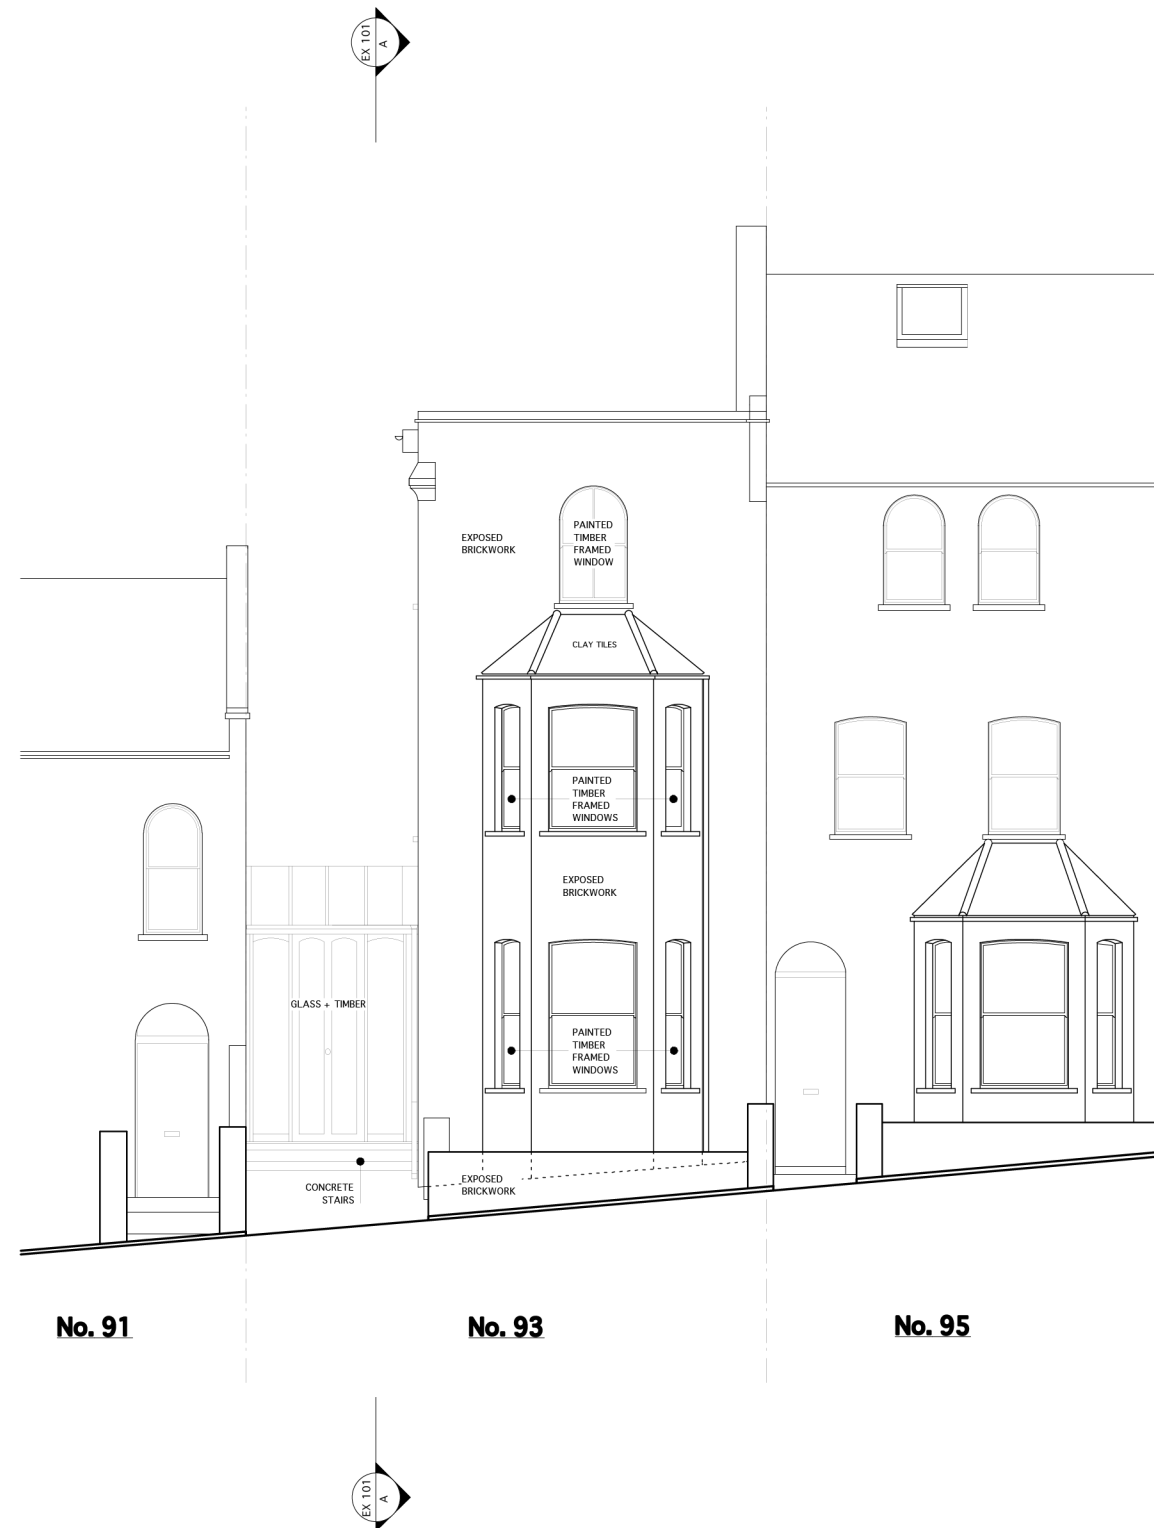 EX 101
A
EXPOSED
BRICKWORK
PAINTED
TIMBER
FRAMED
WINDOW
CLAY TILES
PAINTED
TIMBER
FRAMED
WINDOWS
EXPOSED
BRICKWORK
GLASS + TIMBER
PAINTED
TIMBER
FRAMED
WINDOWS
CONCRETE
STAIRS
EXPOSED
BRICKWORK
No. 91
No. 93
No. 95
EX 101
A